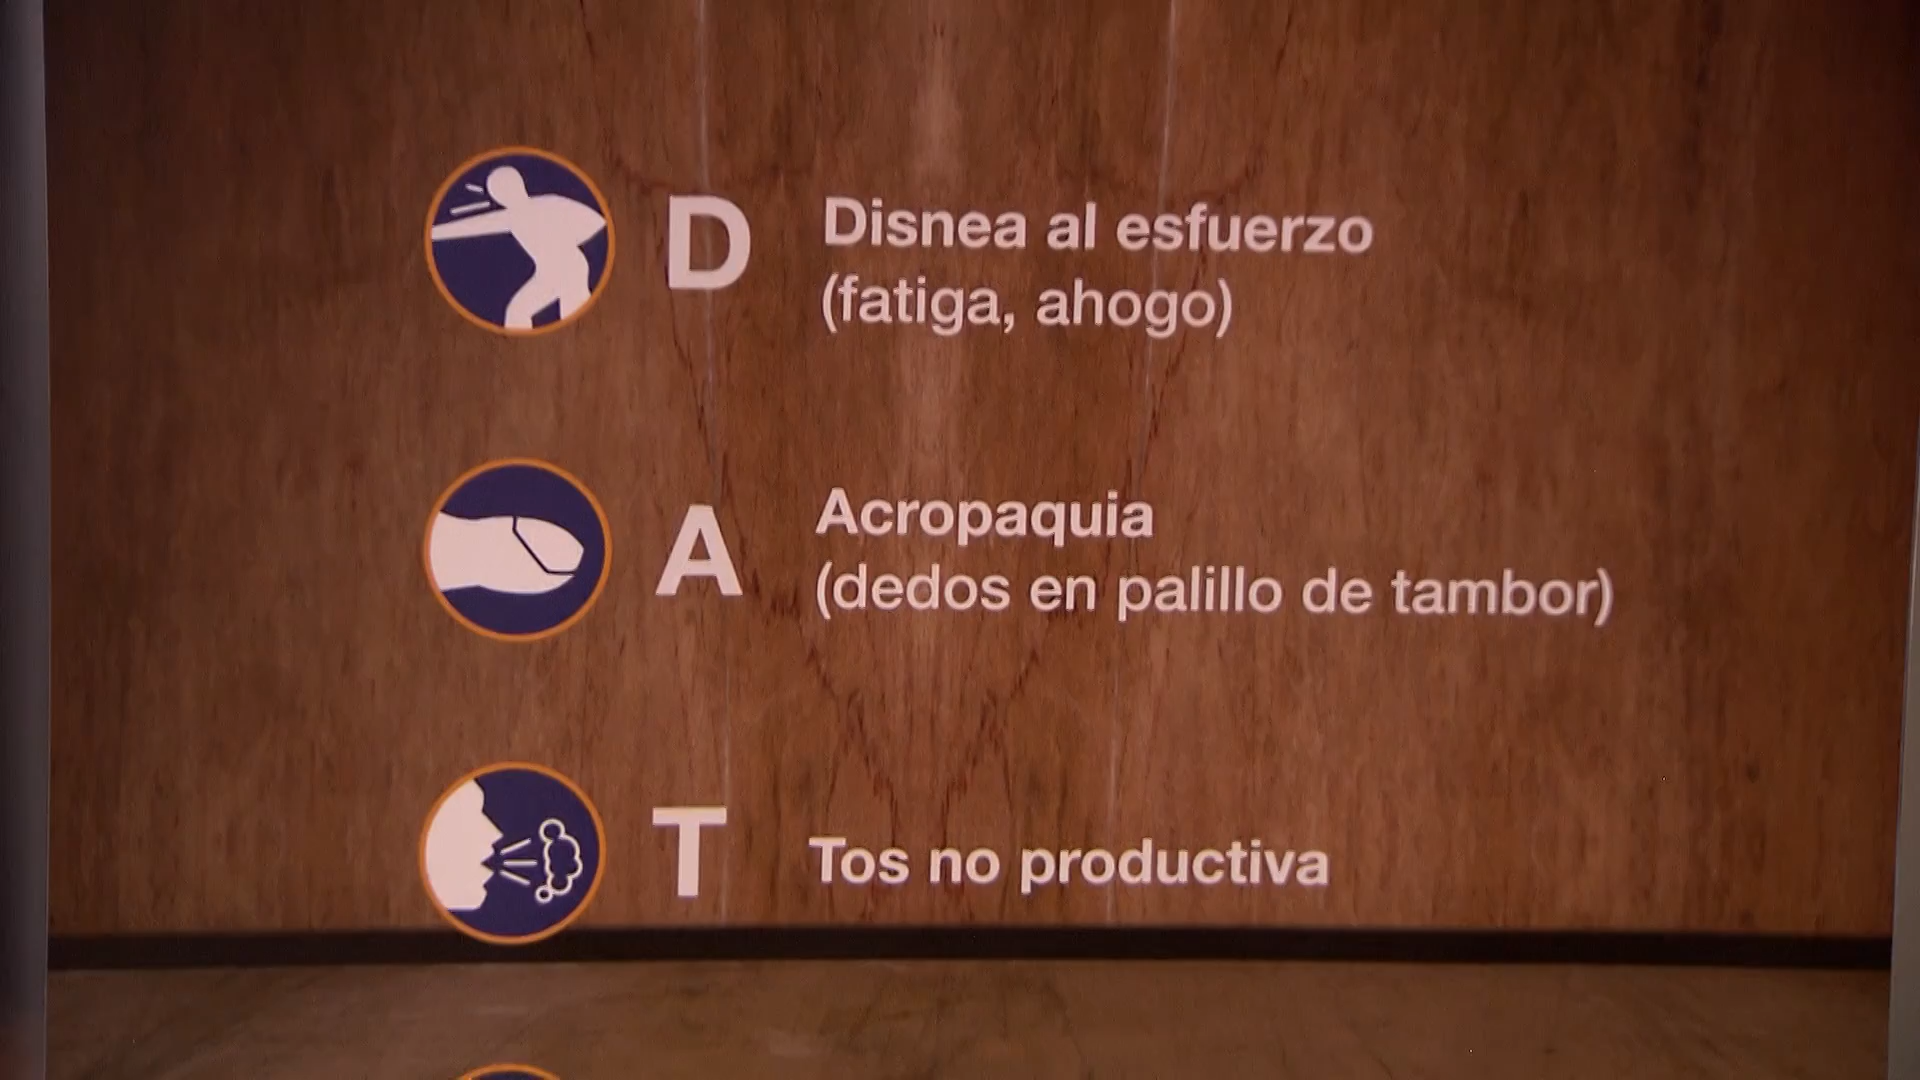 D
Disnea al esfuerzo
(fatiga, ahogo)
A
Acropaquia
(dedos en palillo de tambor)
T
Tos no productiva